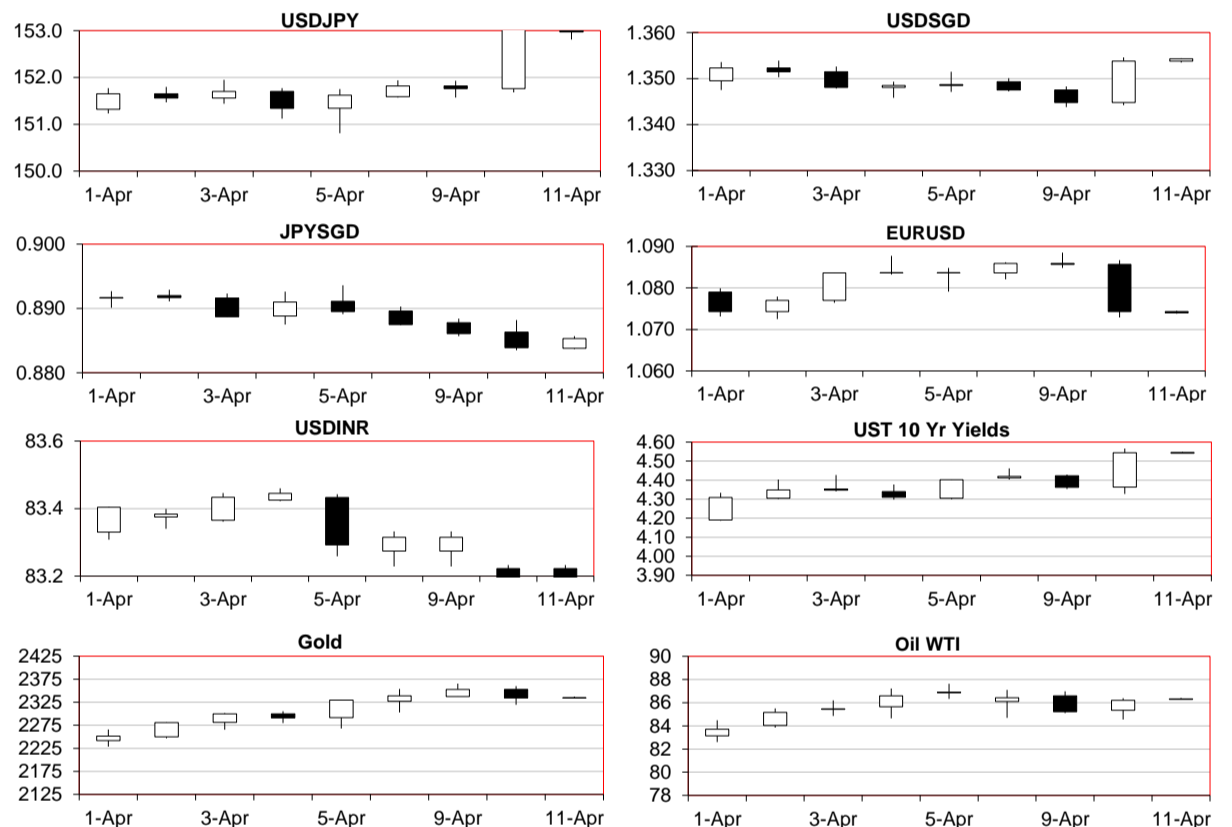 USDJPY
153.0
152.0
151.0
150.0
1-Apr 3-Apr 5-Apr 9-Apr 11-Apr
USDSGD
1.360
1.350
1.340
1.330
1-Apr 3-Apr 5-Apr 9-Apr 11-Apr
JPYSGD
0.900
0.890
0.880
1-Apr 3-Apr 5-Apr 9-Apr 11-Apr
EURUSD
1.090
1.080
1.070
1.060
1-Apr 3-Apr 5-Apr 9-Apr 11-Apr
USDINR
83.6
83.4
83.2
1-Apr 3-Apr 5-Apr 9-Apr 11-Apr
UST 10 Yr Yields
4.60
4.50
4.40
4.30
4.20
4.10
4.00
3.90
1-Apr 3-Apr 5-Apr 9-Apr 11-Apr
Gold
2425
2375
2325
2275
2225
2175
2125
1-Apr 3-Apr 5-Apr 9-Apr 11-Apr
Oil WTI
90
88
86
84
82
80
78
1-Apr 3-Apr 5-Apr 9-Apr 11-Apr